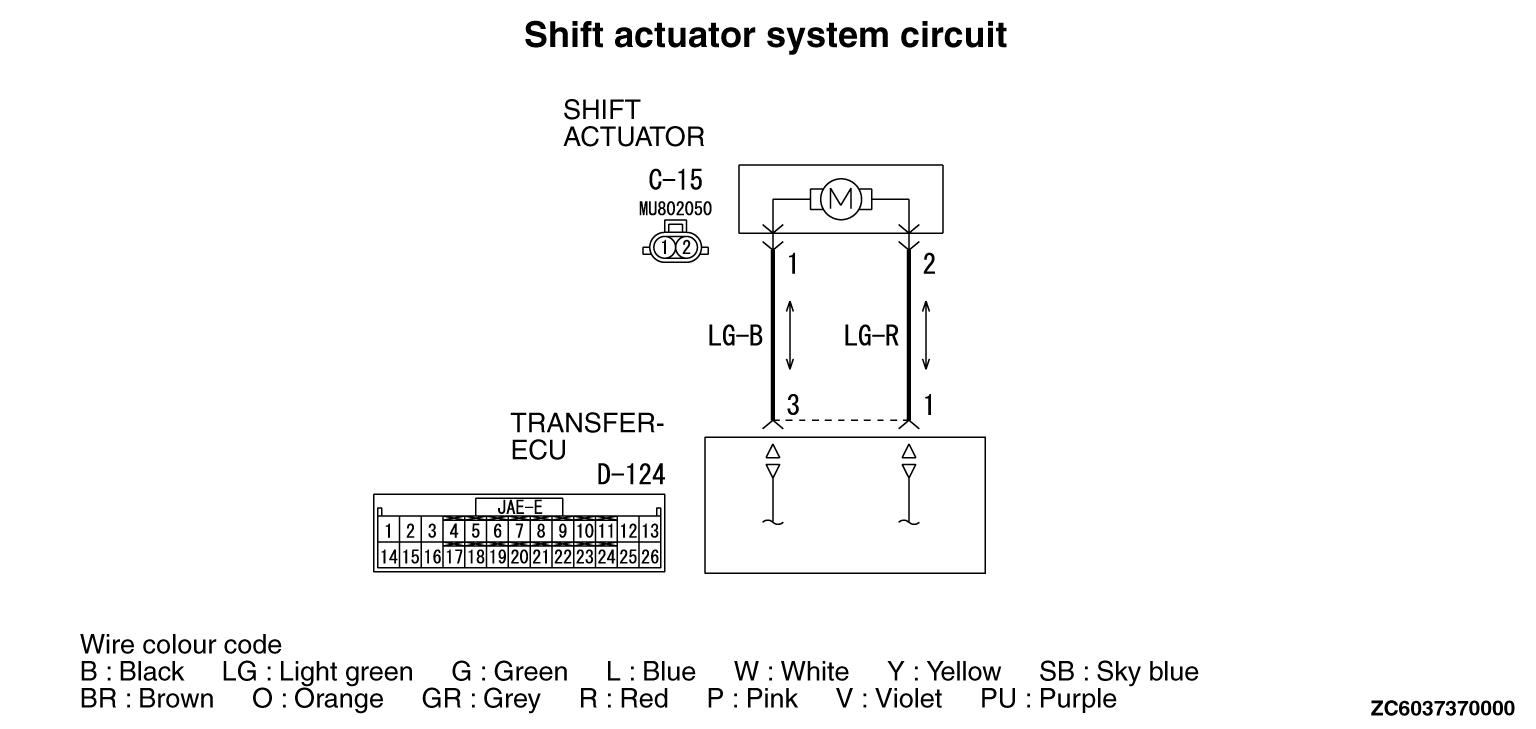 Shift actuator system circuit
SHIFT
ACTUATOR
C-15
MU802050
1 2
M
1 2
LG-B LG-R
3 1
TRANSFER-
ECU
D-124
JAE-E
1 2 3 4 5 6 7 8 9 10 11 12 13
14 15 16 17 18 19 20 21 22 23 24 25 26
Wire colour code
B : Black LG : Light green G : Green L : Blue W : White Y : Yellow SB : Sky blue
BR : Brown O : Orange GR : Grey R : Red P : Pink V : Violet PU : Purple
ZC6037370000